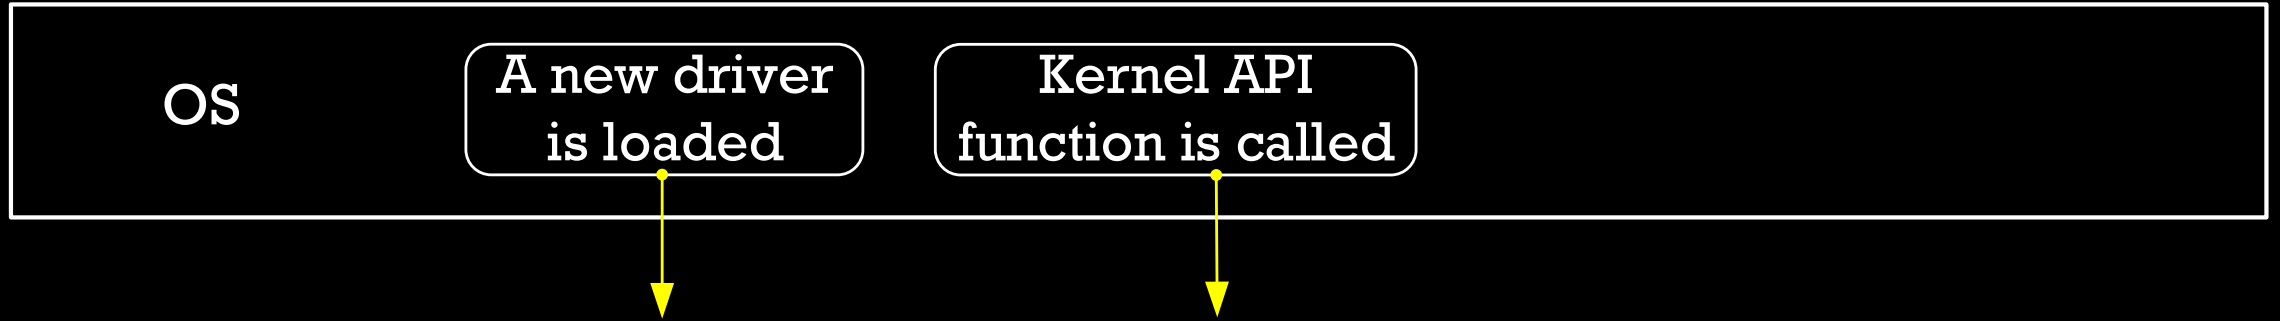 OS
A new driver
is loaded
Kernel API
function is called